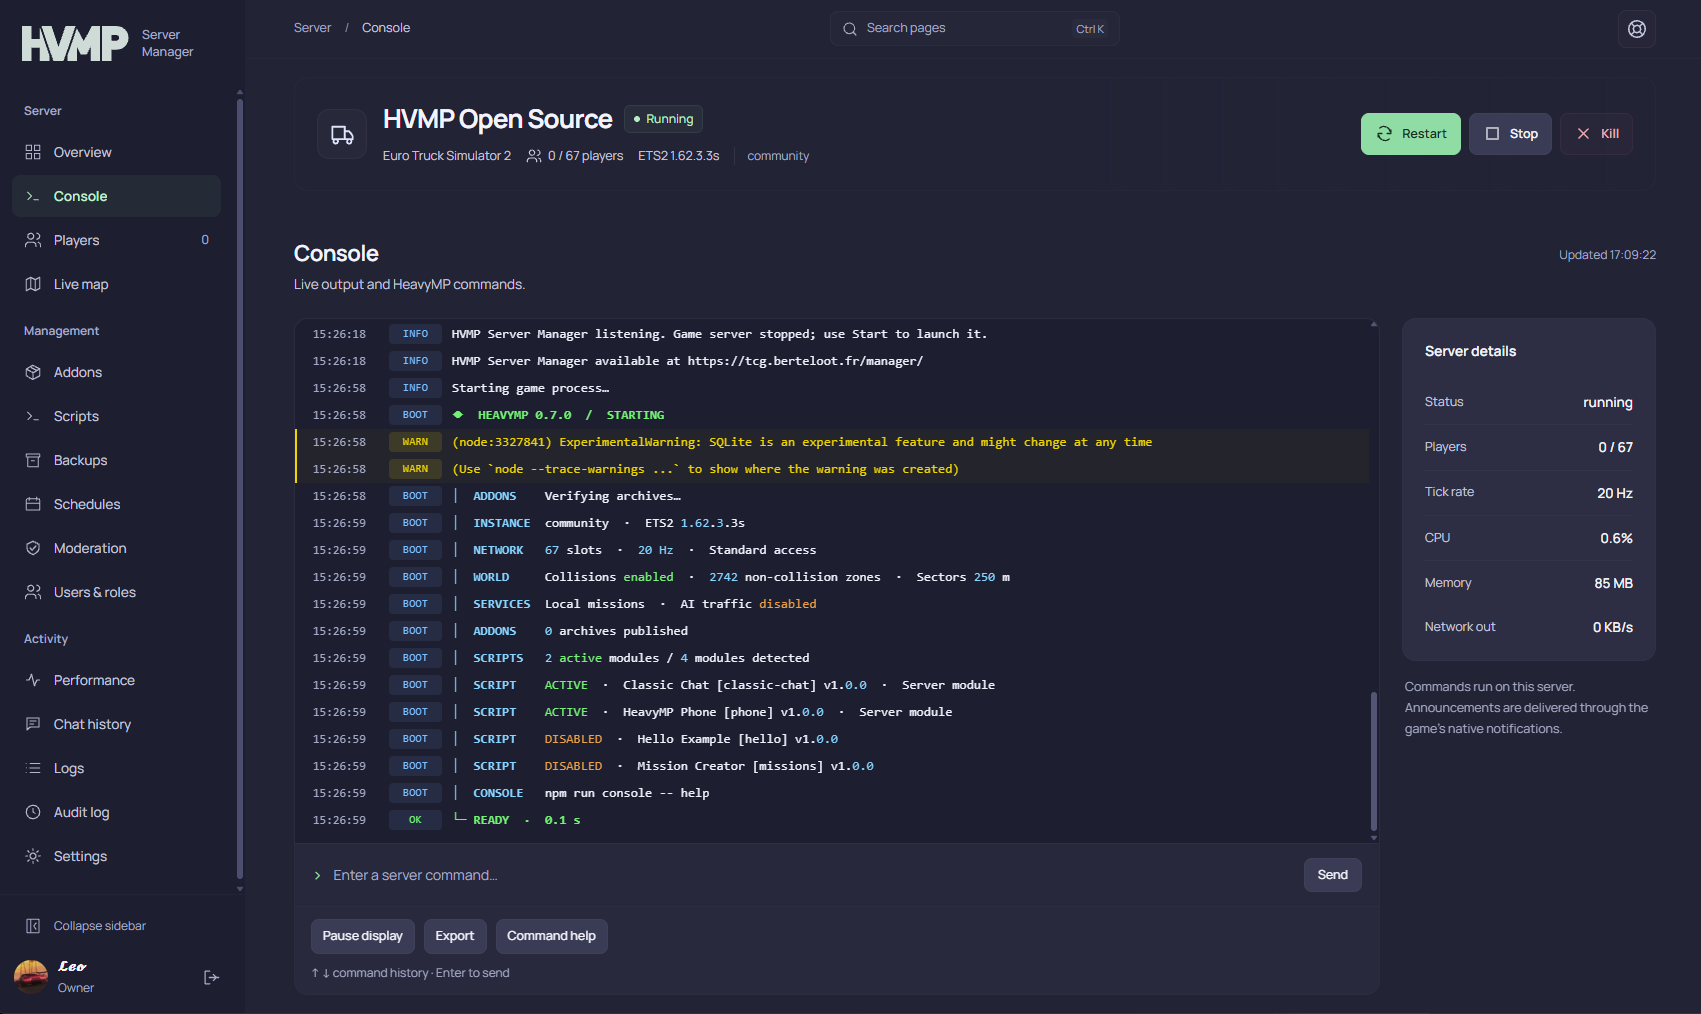 HVMP
Server
Manager
Server / Console
Search pages
Ctrl K
Server
Overview
Console
Players 0
Live map
Management
Addons
Scripts
Backups
Schedules
Moderation
Users & roles
Activity
Performance
Chat history
Logs
Audit log
Settings
Collapse sidebar
Leo
Owner
HVMP Open Source
Running
Euro Truck Simulator 2
0 / 67 players
ETS2 1.62.3.3s
community
Restart
Stop
Kill
Console
Live output and HeavyMP commands.
Updated 17:09:22
15:26:18 INFO HVMP Server Manager listening. Game server stopped; use Start to launch it.
15:26:18 INFO HVMP Server Manager available at https://tcg.berteloot.fr/manager/
15:26:58 INFO Starting game process…
15:26:58 BOOT HEAVYMP 0.7.0 / STARTING
15:26:58 WARN (node:3327841) ExperimentalWarning: SQLite is an experimental feature and might change at any time
15:26:58 WARN (Use `node --trace-warnings ...` to show where the warning was created)
15:26:58 BOOT │ ADDONS Verifying archives…
15:26:59 BOOT │ INSTANCE community · ETS2 1.62.3.3s
15:26:59 BOOT │ NETWORK 67 slots · 20 Hz · Standard access
15:26:59 BOOT │ WORLD Collisions enabled · 2742 non-collision zones · Sectors 250 m
15:26:59 BOOT │ SERVICES Local missions · AI traffic disabled
15:26:59 BOOT │ ADDONS 0 archives published
15:26:59 BOOT │ SCRIPTS 2 active modules / 4 modules detected
15:26:59 BOOT │ SCRIPT ACTIVE · Classic Chat [classic-chat] v1.0.0 · Server module
15:26:59 BOOT │ SCRIPT ACTIVE · HeavyMP Phone [phone] v1.0.0 · Server module
15:26:59 BOOT │ SCRIPT DISABLED · Hello Example [hello] v1.0.0
15:26:59 BOOT │ SCRIPT DISABLED · Mission Creator [missions] v1.0.0
15:26:59 BOOT │ CONSOLE npm run console -- help
15:26:59 OK └─ READY · 0.1 s
Enter a server command…
Send
Pause display
Export
Command help
↑ ↓ command history · Enter to send
Server details
Status running
Players 0 / 67
Tick rate 20 Hz
CPU 0.6%
Memory 85 MB
Network out 0 KB/s
Commands run on this server.
Announcements are delivered through the
game's native notifications.